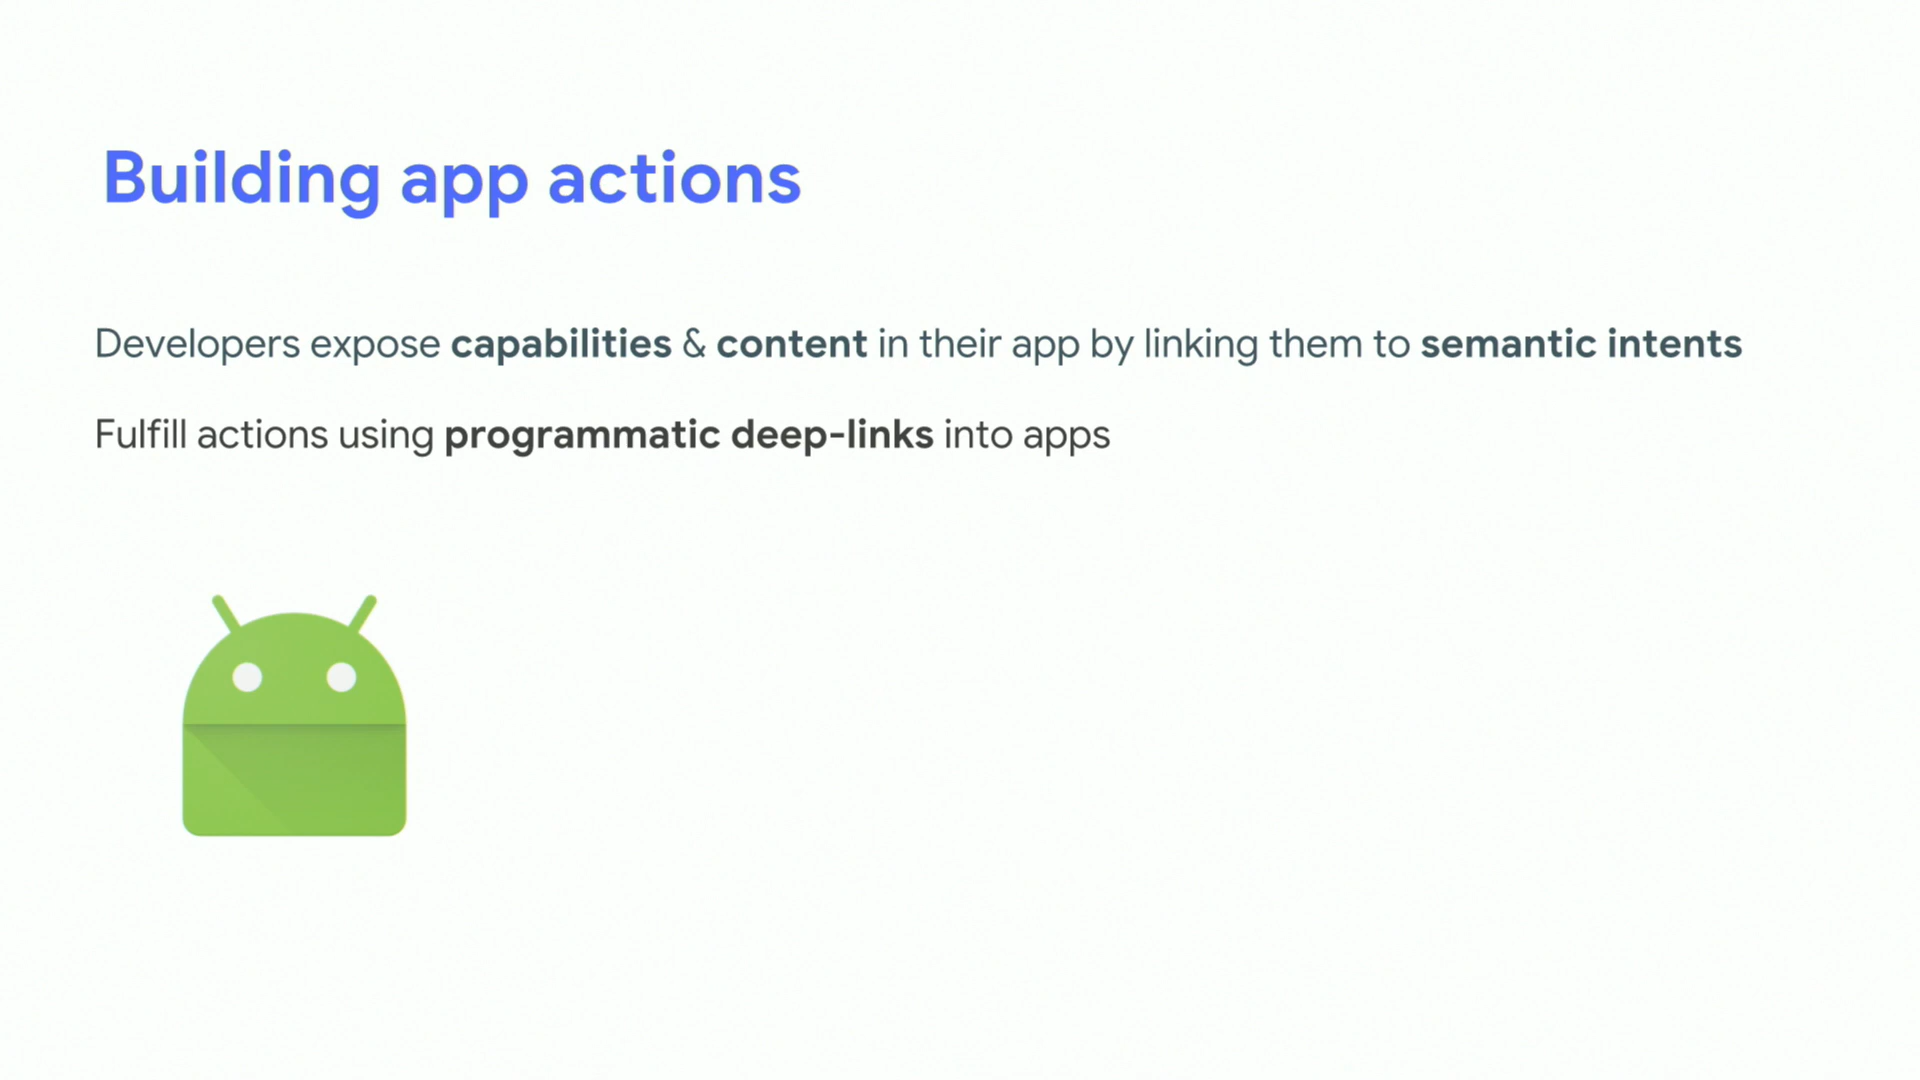 Building app actions
Developers expose capabilities & content in their app by linking them to semantic intents
Fulfill actions using programmatic deep-links into apps